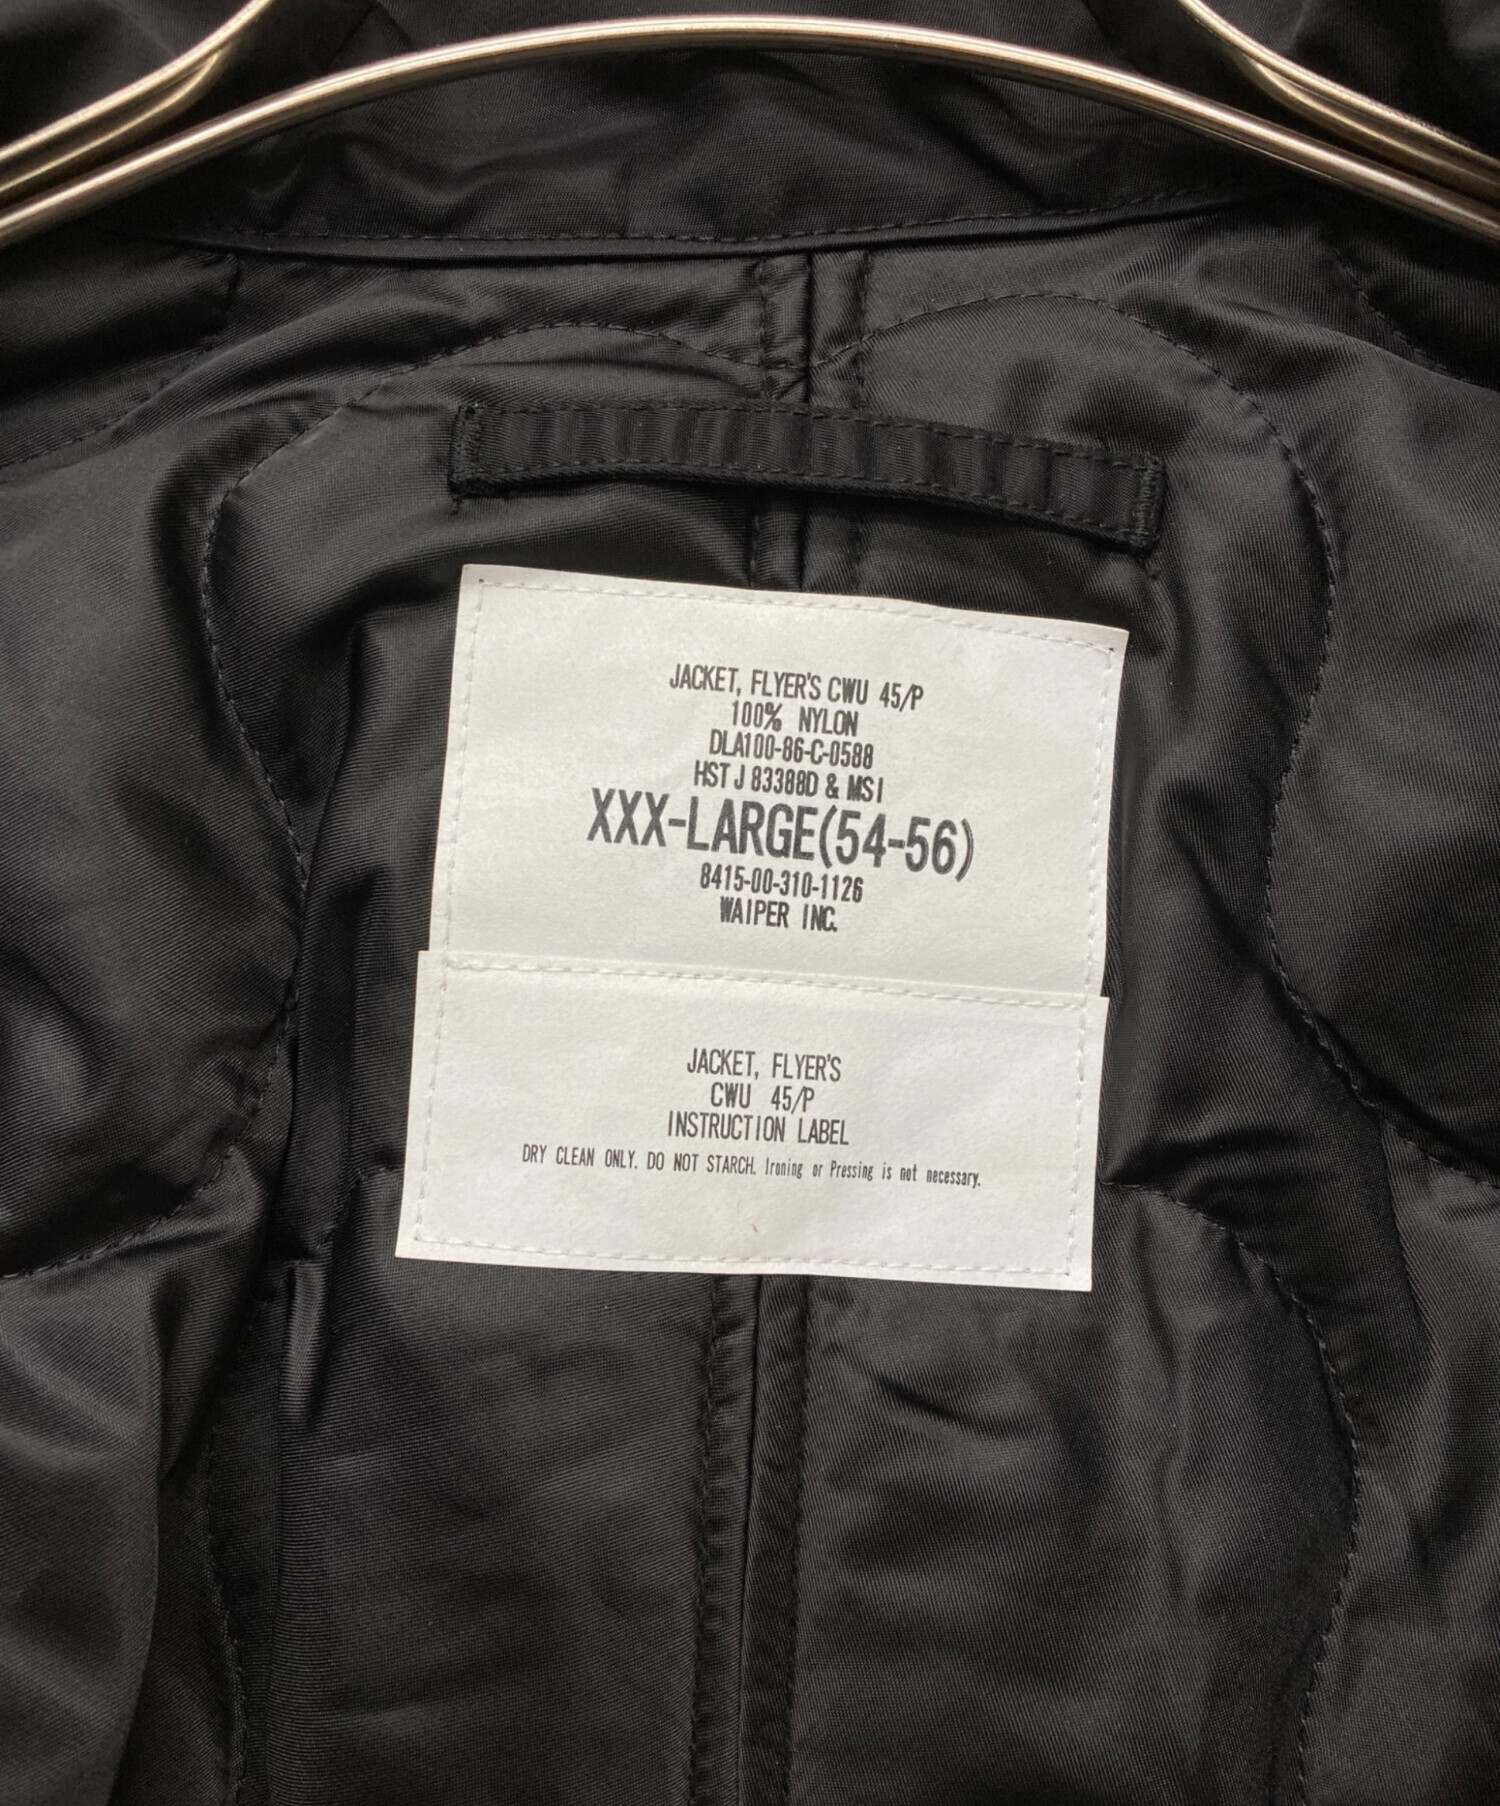 JACKET, FLYER'S CWU 45/P
100% NYLON
DLA100-86-C-0588
HST J 83388D & MSI
XXX-LARGE(54-56)
8415-00-310-1126
WAIPER INC.
JACKET, FLYER'S
CWU 45/P
INSTRUCTION LABEL
DRY CLEAN ONLY. DO NOT STARCH. Ironing or Pressing is not necessary.